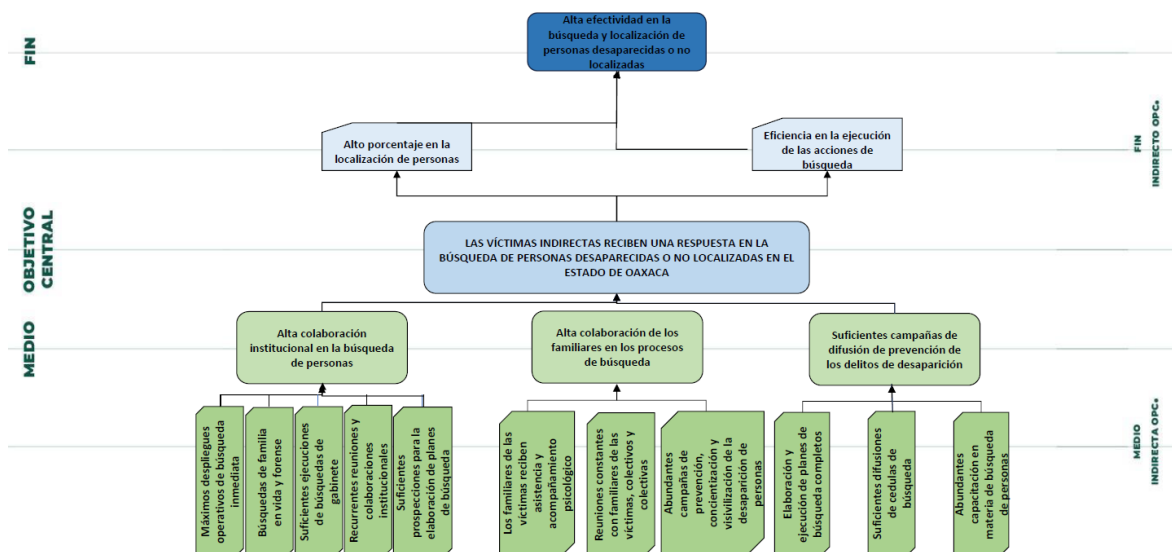 Alta efectividad en la
búsqueda y localización de
personas desaparecidas o no
localizadas
FIN
Alto porcentaje en la
localización de personas
Eficiencia en la ejecución
de las acciones de
búsqueda
FIN
INDIRECTO OPC.
OBJETIVO
CENTRAL
LAS VÍCTIMAS INDIRECTAS RECIBEN UNA RESPUESTA EN LA
BÚSQUEDA DE PERSONAS DESAPARECIDAS O NO LOCALIZADAS EN EL
ESTADO DE OAXACA
MEDIO
Alta colaboración
institucional en la búsqueda
de personas
Alta colaboración de los
familiares en los procesos
de búsqueda
Suficientes campañas de
difusión de prevención de
los delitos de desaparición
Máximos despliegues
operativos de búsqueda
inmediata
Búsquedas de familia
en vida y forense
Suficientes ejecuciones
de búsquedas de
gabinete
Recurrentes reuniones y
colaboraciones
institucionales
Suficientes
prospecciones para la
elaboración de planes
de búsqueda
Los familiares de las
víctimas reciben
asistencia y
acompañamiento
psicológico
Reuniones constantes
con familiares de las
víctimas, colectivos y
colectivas
Abundantes
campañas de
prevención,
concientización y
visivilización de la
desaparición de
personas
Elaboración y
ejecución de planes de
búsqueda completos
Suficientes difusiones
de cedulas de
búsqueda
Abundantes
capacitación en
materia de búsqueda
de personas
MEDIO
INDIRECTA OPC.